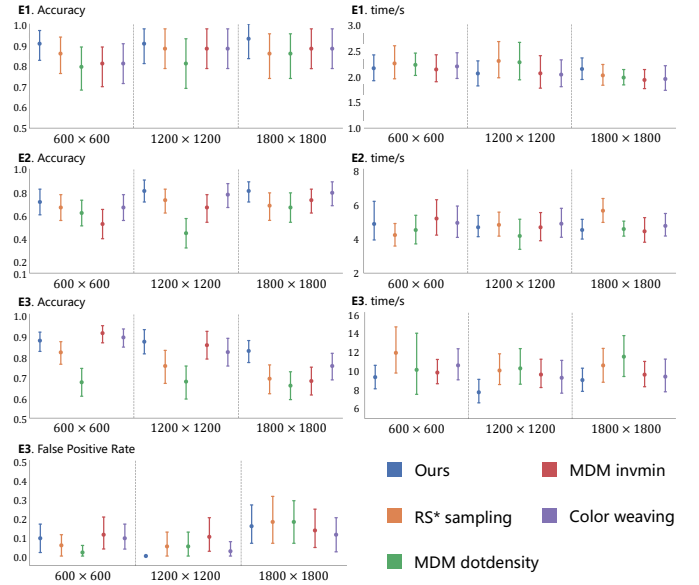 E1. Accuracy
1.0
0.9
0.8
0.7
0.6
0.5
600 × 600
1200 × 1200
1800 × 1800
E1. time/s
3.0
2.5
2.0
1.5
1.0
600 × 600
1200 × 1200
1800 × 1800
E2. Accuracy
1.0
0.8
0.6
0.4
0.2
0.1
600 × 600
1200 × 1200
1800 × 1800
E2. time/s
8
6
4
2
600 × 600
1200 × 1200
1800 × 1800
E3. Accuracy
1.0
0.9
0.8
0.7
0.6
0.5
600 × 600
1200 × 1200
1800 × 1800
E3. time/s
16
14
12
10
8
6
600 × 600
1200 × 1200
1800 × 1800
E3. False Positive Rate
0.5
0.4
0.3
0.2
0.1
0.0
600 × 600
1200 × 1200
1800 × 1800
Ours
RS* sampling
MDM dotdensity
MDM invmin
Color weaving